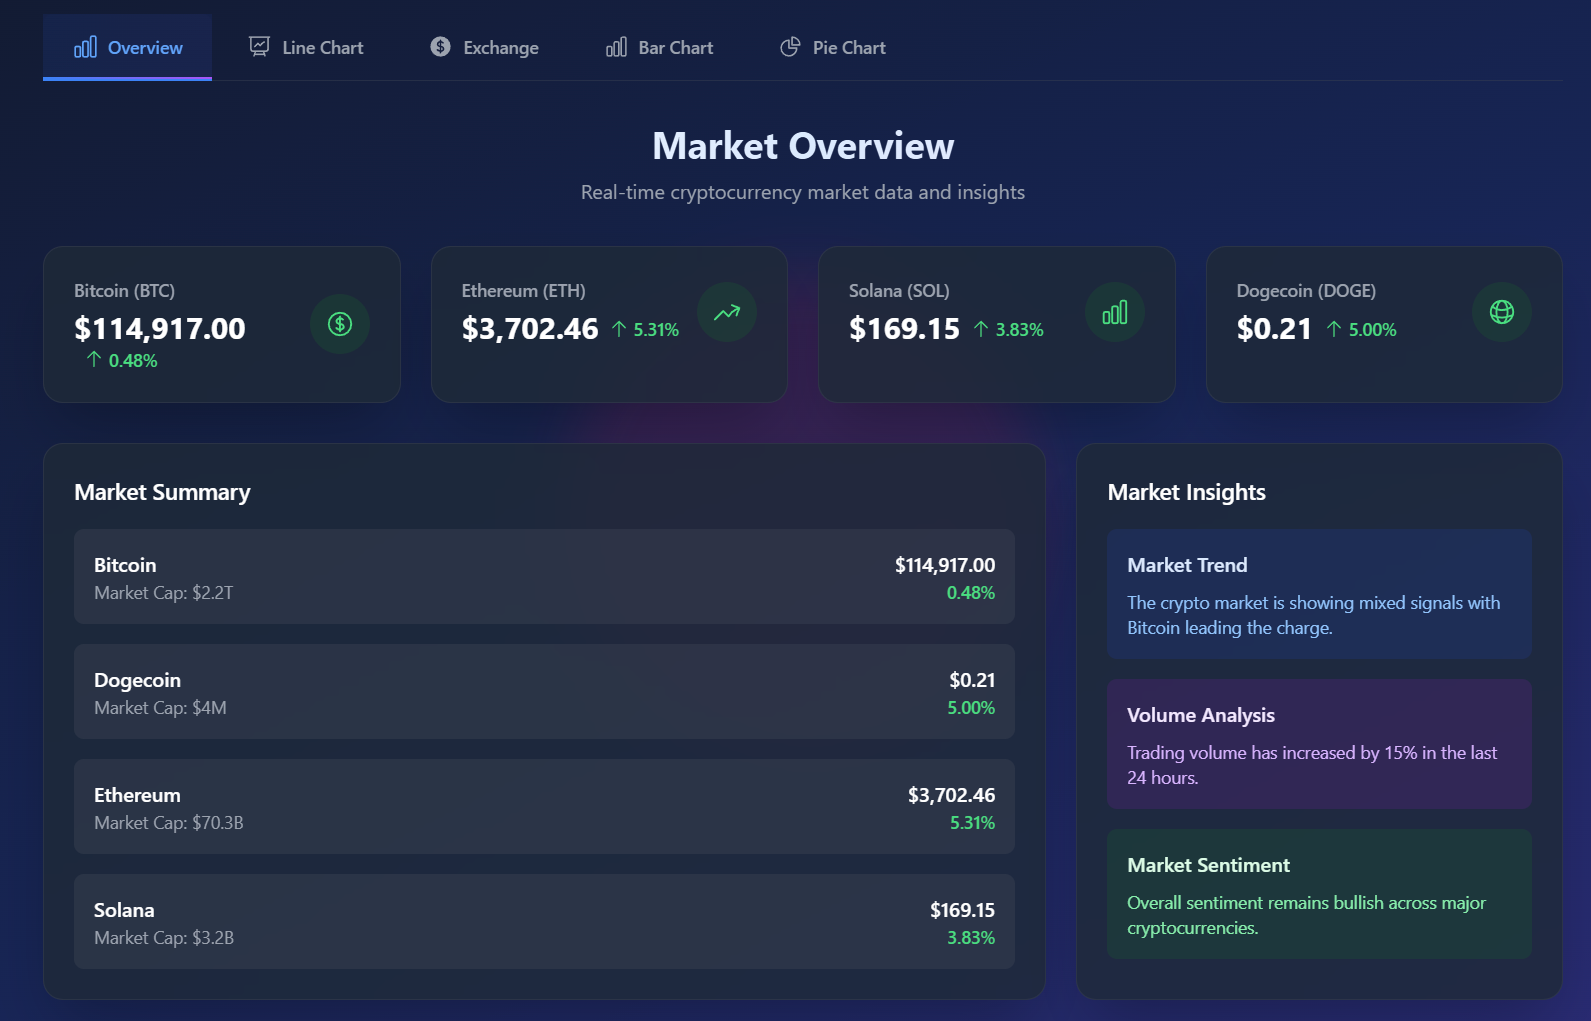 Overview
Line Chart
Exchange
Bar Chart
Pie Chart
Market Overview
Real-time cryptocurrency market data and insights
Bitcoin (BTC)
$114,917.00
↑ 0.48%
Ethereum (ETH)
$3,702.46 ↑ 5.31%
Solana (SOL)
$169.15 ↑ 3.83%
Dogecoin (DOGE)
$0.21 ↑ 5.00%
Market Summary
Bitcoin
$114,917.00
Market Cap: $2.2T
0.48%
Dogecoin
$0.21
Market Cap: $4M
5.00%
Ethereum
$3,702.46
Market Cap: $70.3B
5.31%
Solana
$169.15
Market Cap: $3.2B
3.83%
Market Insights
Market Trend
The crypto market is showing mixed signals with
Bitcoin leading the charge.
Volume Analysis
Trading volume has increased by 15% in the last
24 hours.
Market Sentiment
Overall sentiment remains bullish across major
cryptocurrencies.